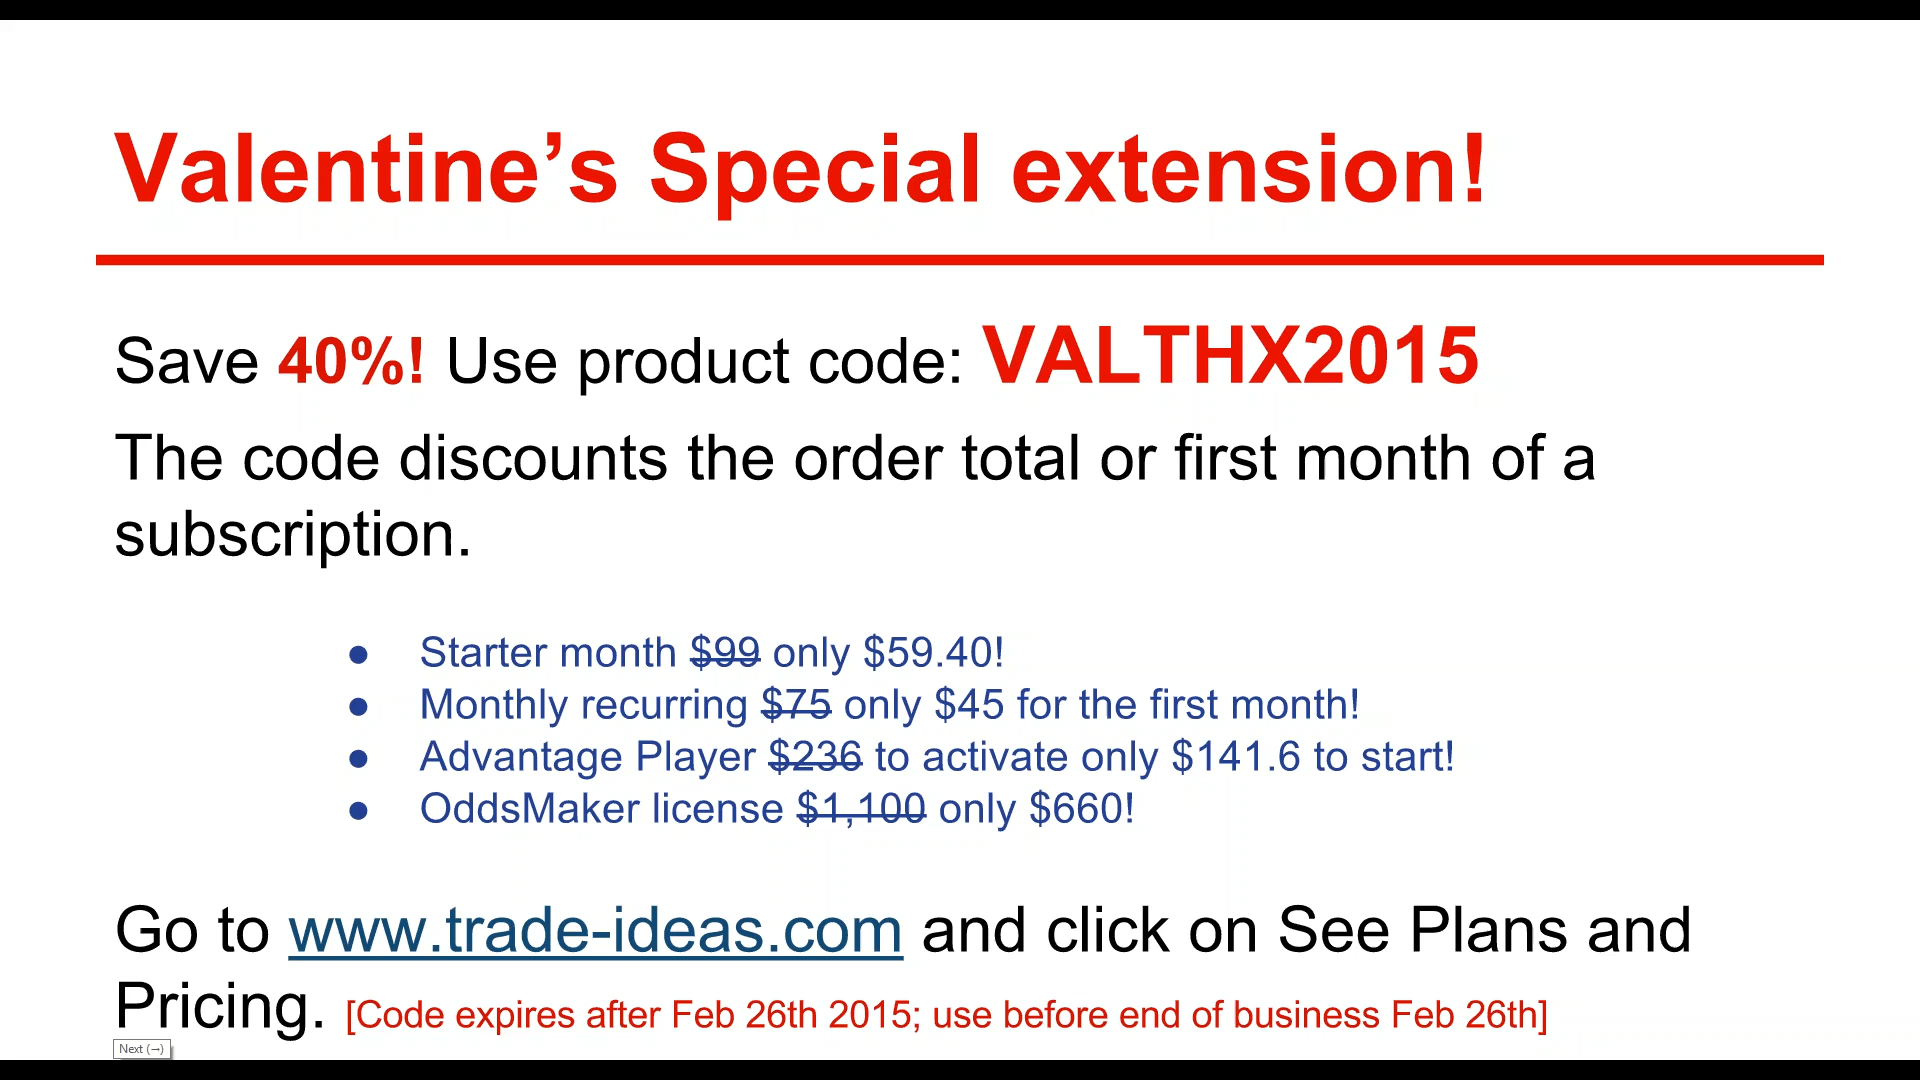 Valentine’s Special extension!
Save 40%! Use product code: VALTHX2015
The code discounts the order total or first month of a
subscription.
● Starter month $99 only $59.40!
● Monthly recurring $75 only $45 for the first month!
● Advantage Player $236 to activate only $141.6 to start!
● OddsMaker license $1,100 only $660!
Go to www.trade-ideas.com and click on See Plans and
Pricing. [Code expires after Feb 26th 2015; use before end of business Feb 26th]
Next (→)